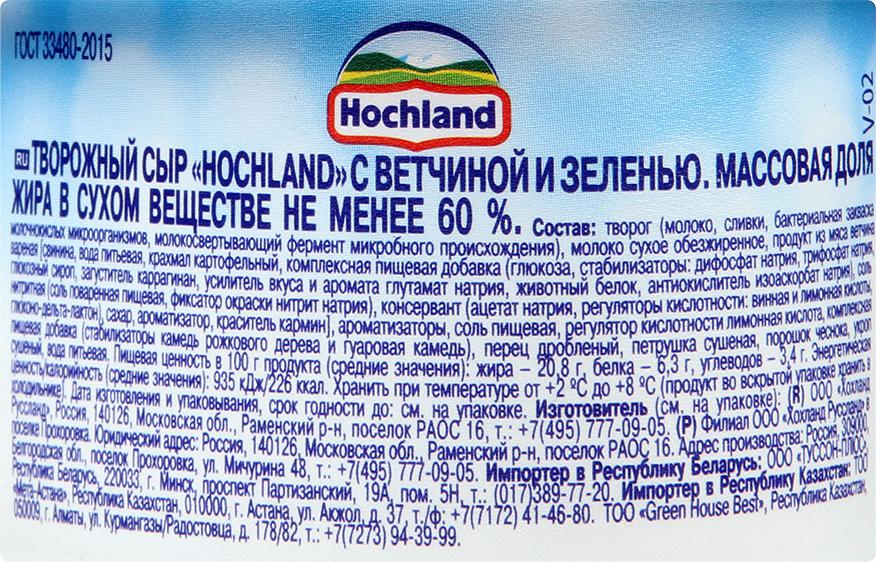 ГОСТ 33480-2015
Hochland
V-02
RU ТВОРОЖНЫЙ СЫР «HOCHLAND» С ВЕТЧИНОЙ И ЗЕЛЕНЬЮ. МАССОВАЯ ДОЛЯ
ЖИРА В СУХОМ ВЕЩЕСТВЕ НЕ МЕНЕЕ 60 %. Состав: творог (молоко, сливки, бактериальная закваска
молочнокислых микроорганизмов, молокосвертывающий фермент микробного происхождения), молоко сухое обезжиренное, продукт из мяса ветчина
вареная (свинина, вода питьевая, крахмал картофельный, комплексная пищевая добавка (глюкоза, стабилизаторы: дифосфат натрия, трифосфат натрия,
глюкозный сироп, загуститель каррагинан, усилитель вкуса и аромата глутамат натрия, животный белок, антиокислитель изоаскорбат натрия), соль
нитритная (соль поваренная пищевая, фиксатор окраски нитрит натрия), консервант (ацетат натрия, регуляторы кислотности: винная и лимонная кислоты,
глюконо-дельта-лактон), сахар, ароматизатор, краситель кармин], ароматизаторы, соль пищевая, регулятор кислотности лимонная кислота, комплексная
пищевая добавка (стабилизаторы камедь рожкового дерева и гуаровая камедь), перец дробленый, петрушка сушеная, порошок чеснока, укроп
сушеный, вода питьевая. Пищевая ценность в 100 г продукта (средние значения): жира – 20,8 г, белка – 6,3 г, углеводов – 3,4 г. Энергетическая
ценность/калорийность (средние значения): 935 кДж/226 ккал. Хранить при температуре от +2 ºС до +8 ºС (продукт во вскрытой упаковке хранить в
холодильнике). Дата изготовления и упаковывания, срок годности до: см. на упаковке. Изготовитель (см. на упаковке): (R) ООО «Хохланд
Руссланд», Россия, 140126, Московская обл., Раменский р-н, поселок РАОС 16, т.: +7(495) 777-09-05. (P) Филиал ООО «Хохланд Руссланд» в
поселке Прохоровка. Юридический адрес: Россия, 140126, Московская обл., Раменский р-н, поселок РАОС 16. Адрес производства: Россия, 309000,
Белгородская обл., поселок Прохоровка, ул. Мичурина 48, т.: +7(495) 777-09-05. Импортер в Республику Беларусь: ООО «ТУССОН-ПЛЮС»,
Республика Беларусь, 220033, г. Минск, проспект Партизанский, 19А, пом. 5Н, т.: (017)389-77-20. Импортер в Республику Казахстан: ТОО
«Мета-Астана», Республика Казахстан, 010000, г. Астана, ул. Акжол, д. 37, т./ф: +7(7172) 41-46-80. ТОО «Green House Best», Республика Казахстан,
050009, г. Алматы, ул. Курмангазы/Радостовца, д. 178/82, т.: +7(7273) 94-39-99.